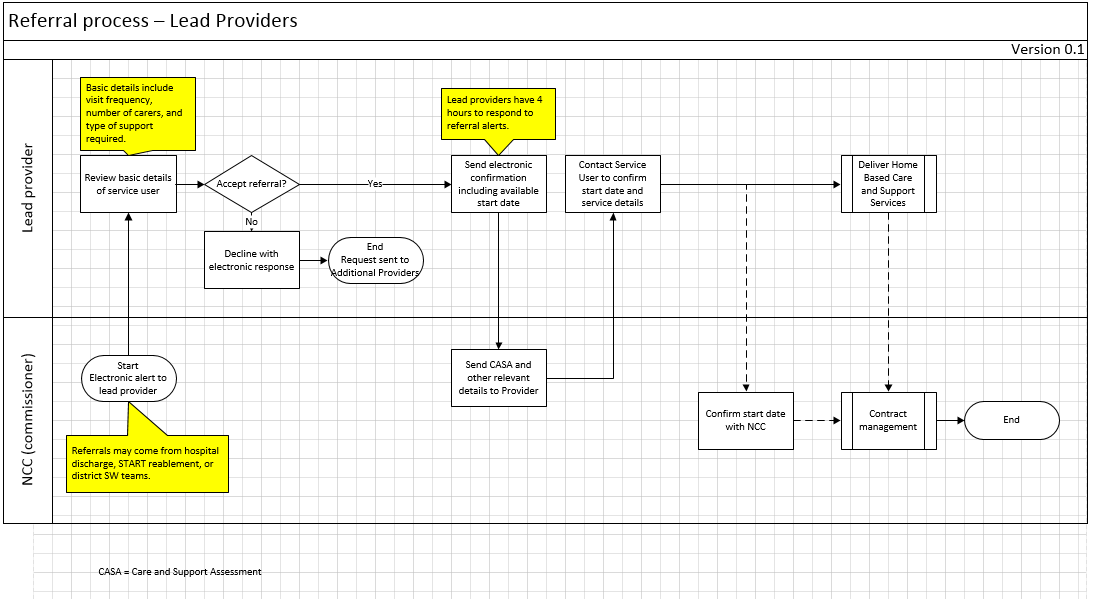 Referral process – Lead Providers
Version 0.1
Lead provider
Basic details include
visit frequency,
number of carers, and
type of support
required.
Review basic details
of service user
Accept referral?
Yes
No
Decline with
electronic response
End
Request sent to
Additional Providers
Lead providers have 4
hours to respond to
referral alerts.
Send electronic
confirmation
including available
start date
Contact Service
User to confirm
start date and
service details
Deliver Home
Based Care
and Support
Services
NCC (commissioner)
Start
Electronic alert to
lead provider
Referrals may come from hospital
discharge, START reablement, or
district SW teams.
Send CASA and
other relevant
details to Provider
Confirm start date
with NCC
Contract
management
End
CASA = Care and Support Assessment